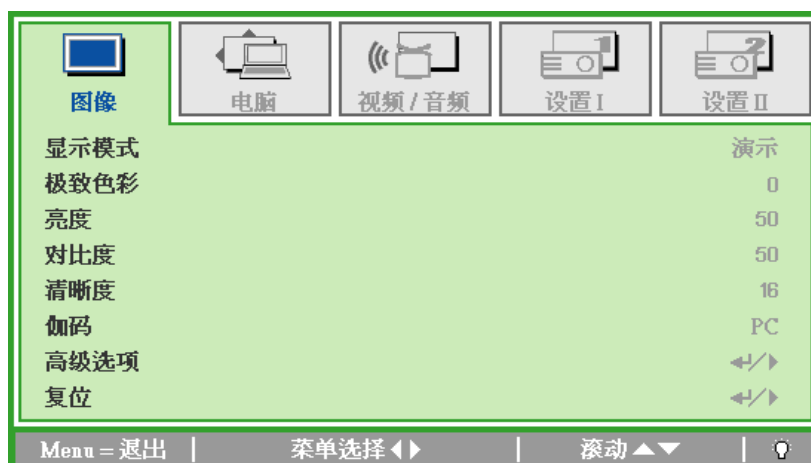 图像 电脑 视频 / 音频 设置 I 设置 II
显示模式 演示
极致色彩 0
亮度 50
对比度 50
清晰度 16
伽码 PC
高级选项
复位
Menu = 退出 菜单选择 滚动